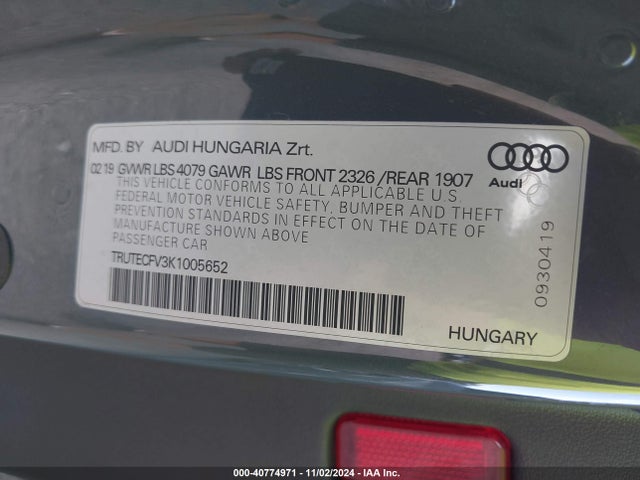 MFD. BY AUDI HUNGARIA Zrt.
02 19 GVWR LBS 4079 GAWR LBS FRONT 2326 /REAR 1907
THIS VEHICLE CONFORMS TO ALL APPLICABLE U.S.
FEDERAL MOTOR VEHICLE SAFETY, BUMPER AND THEFT
PREVENTION STANDARDS IN EFFECT ON THE DATE OF
MANUFACTURE SHOWN ABOVE
PASSENGER CAR
TRUTECFV3K1005652
Audi
0930419
HUNGARY
000-40774971 - 11/02/2024 - IAA Inc.